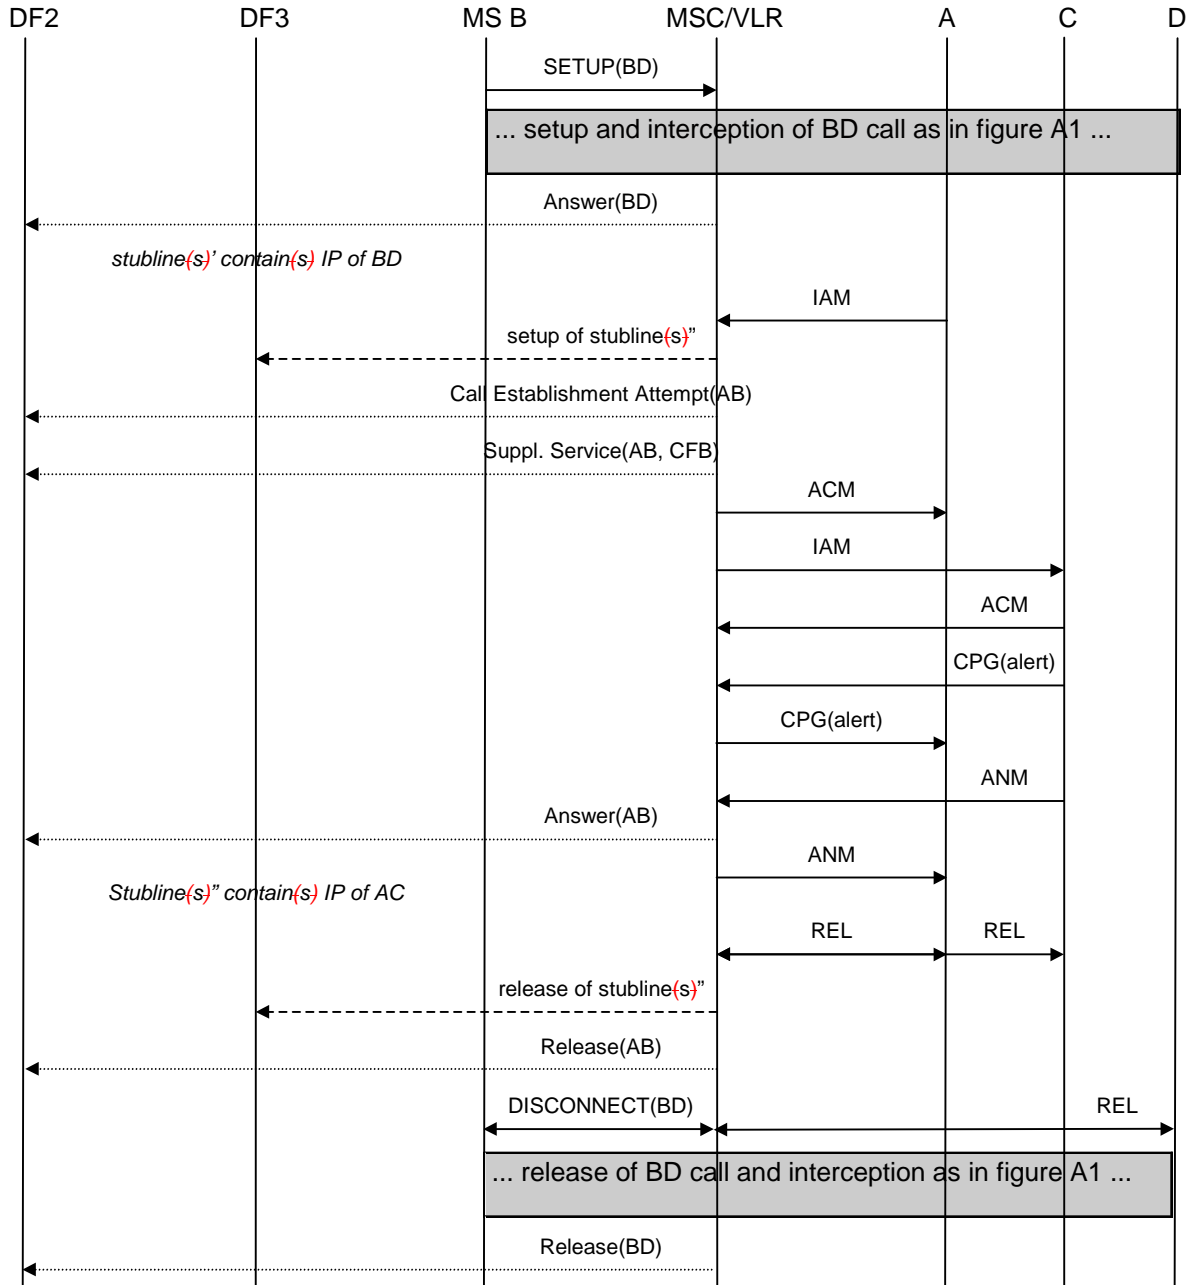 DF2 DF3 MS B MSC/VLR A C D
SETUP(BD)
... setup and interception of BD call as in figure A1 ...
Answer(BD)
stubline(s)’ contain(s) IP of BD
IAM
setup of stubline(s)”
Call Establishment Attempt(AB)
Suppl. Service(AB, CFB)
ACM
IAM
ACM
CPG(alert)
CPG(alert)
ANM
Answer(AB)
ANM
Stubline(s)” contain(s) IP of AC
REL REL
release of stubline(s)”
Release(AB)
DISCONNECT(BD) REL
... release of BD call and interception as in figure A1 ...
Release(BD)